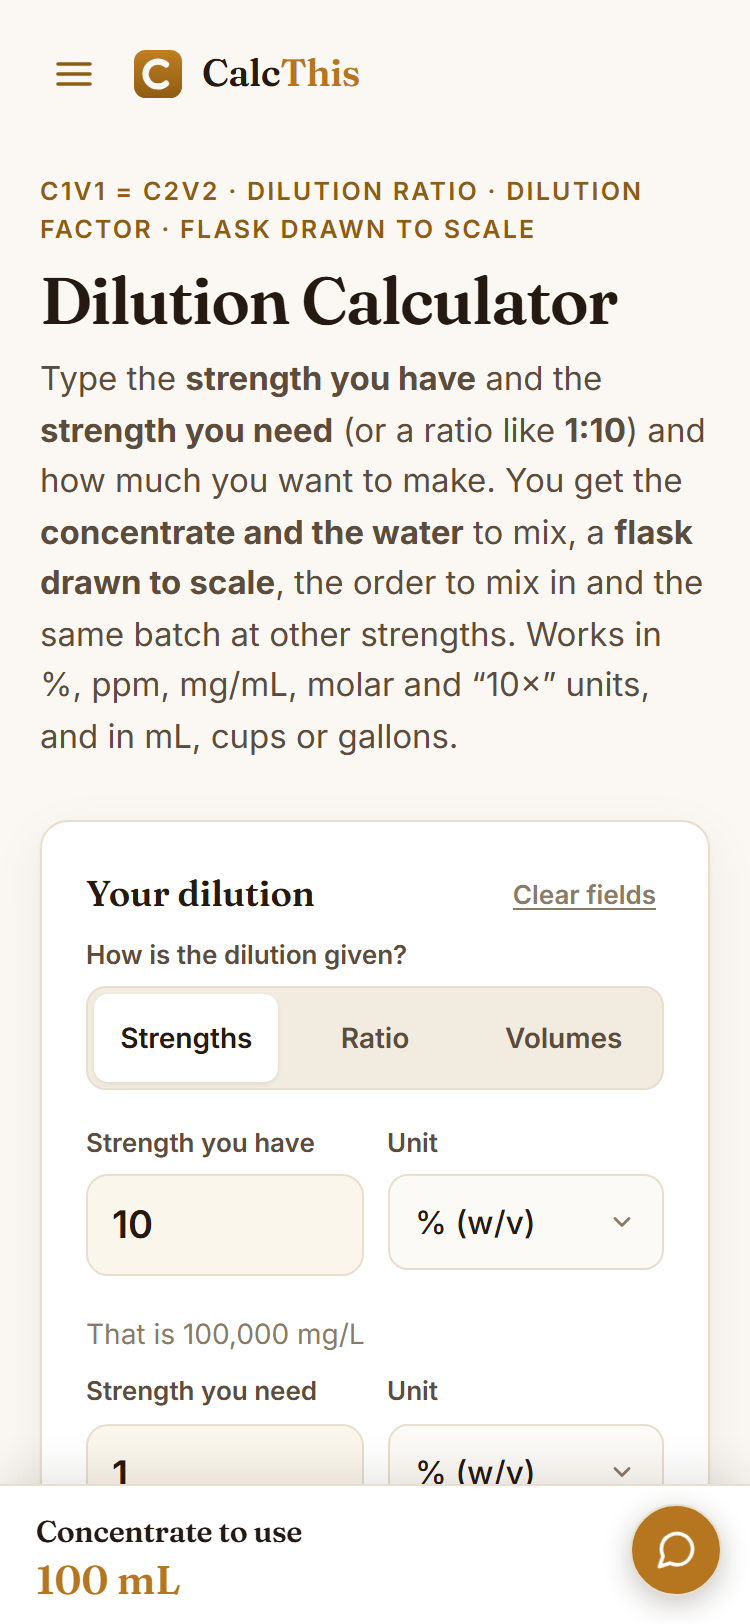 CalcThis
C1V1 = C2V2 · DILUTION RATIO · DILUTION
FACTOR · FLASK DRAWN TO SCALE
Dilution Calculator
Type the strength you have and the
strength you need (or a ratio like 1:10) and
how much you want to make. You get the
concentrate and the water to mix, a flask
drawn to scale, the order to mix in and the
same batch at other strengths. Works in
%, ppm, mg/mL, molar and “10×” units,
and in mL, cups or gallons.
Your dilution
Clear fields
How is the dilution given?
Strengths Ratio Volumes
Strength you have Unit
10 % (w/v)
That is 100,000 mg/L
Strength you need Unit
1 % (w/v)
Concentrate to use
100 mL